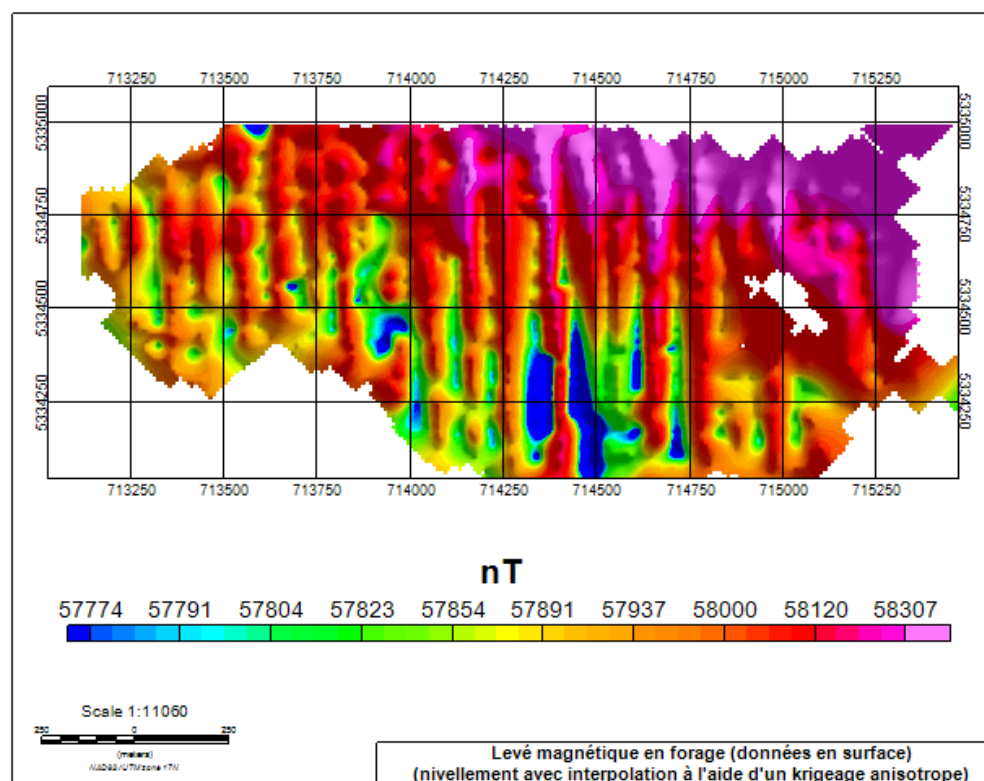 713250 713500 713750 714000 714250 714500 714750 715000 715250
5335000 5335000
5334750 5334750
5334500 5334500
5334250 5334250
713250 713500 713750 714000 714250 714500 714750 715000 715250
nT
57774 57791 57804 57823 57854 57891 57937 58000 58120 58307
Scale 1:11060
250 0 250
(meters)
NAD83 / UTM zone 17N
Levé magnétique en forage (données en surface)
(nivellement avec interpolation à l'aide d'un krigeage anisotrope)